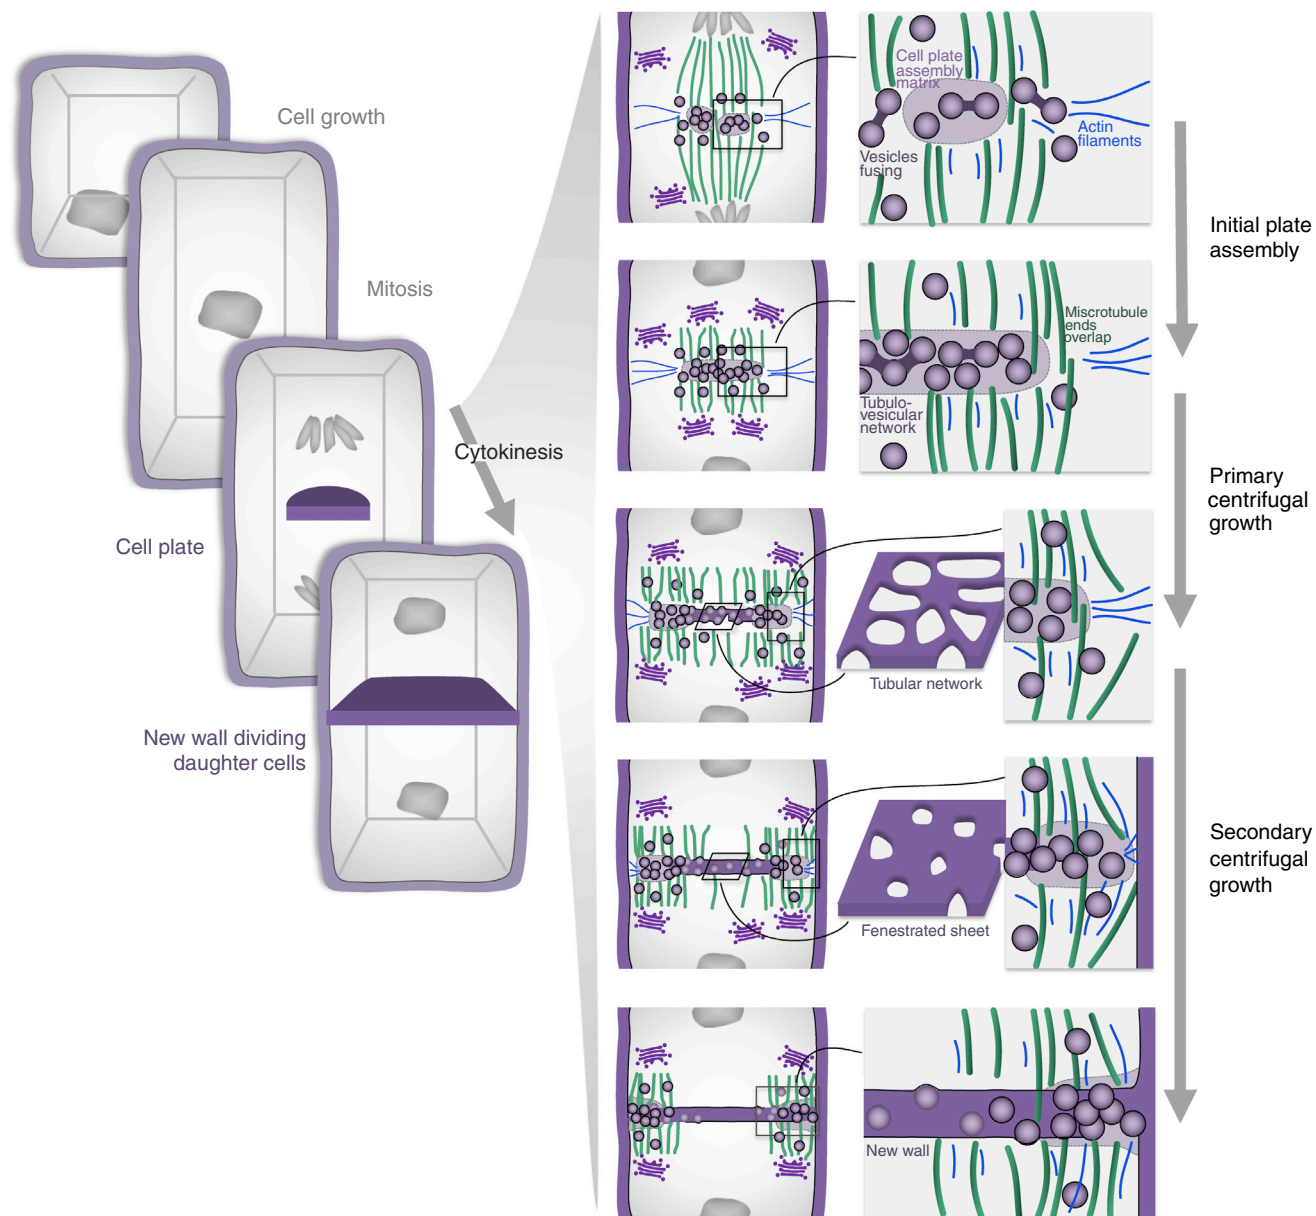 Cell growth
Mitosis
Cytokinesis
Cell plate
New wall dividing
daughter cells
Cell plate
assembly
matrix
Vesicles
fusing
Actin
filaments
Initial plate
assembly
Miscrotubule
ends
overlap
Tubulo-
vesicular
network
Primary
centrifugal
growth
Tubular network
Fenestrated sheet
Secondary
centrifugal
growth
New wall